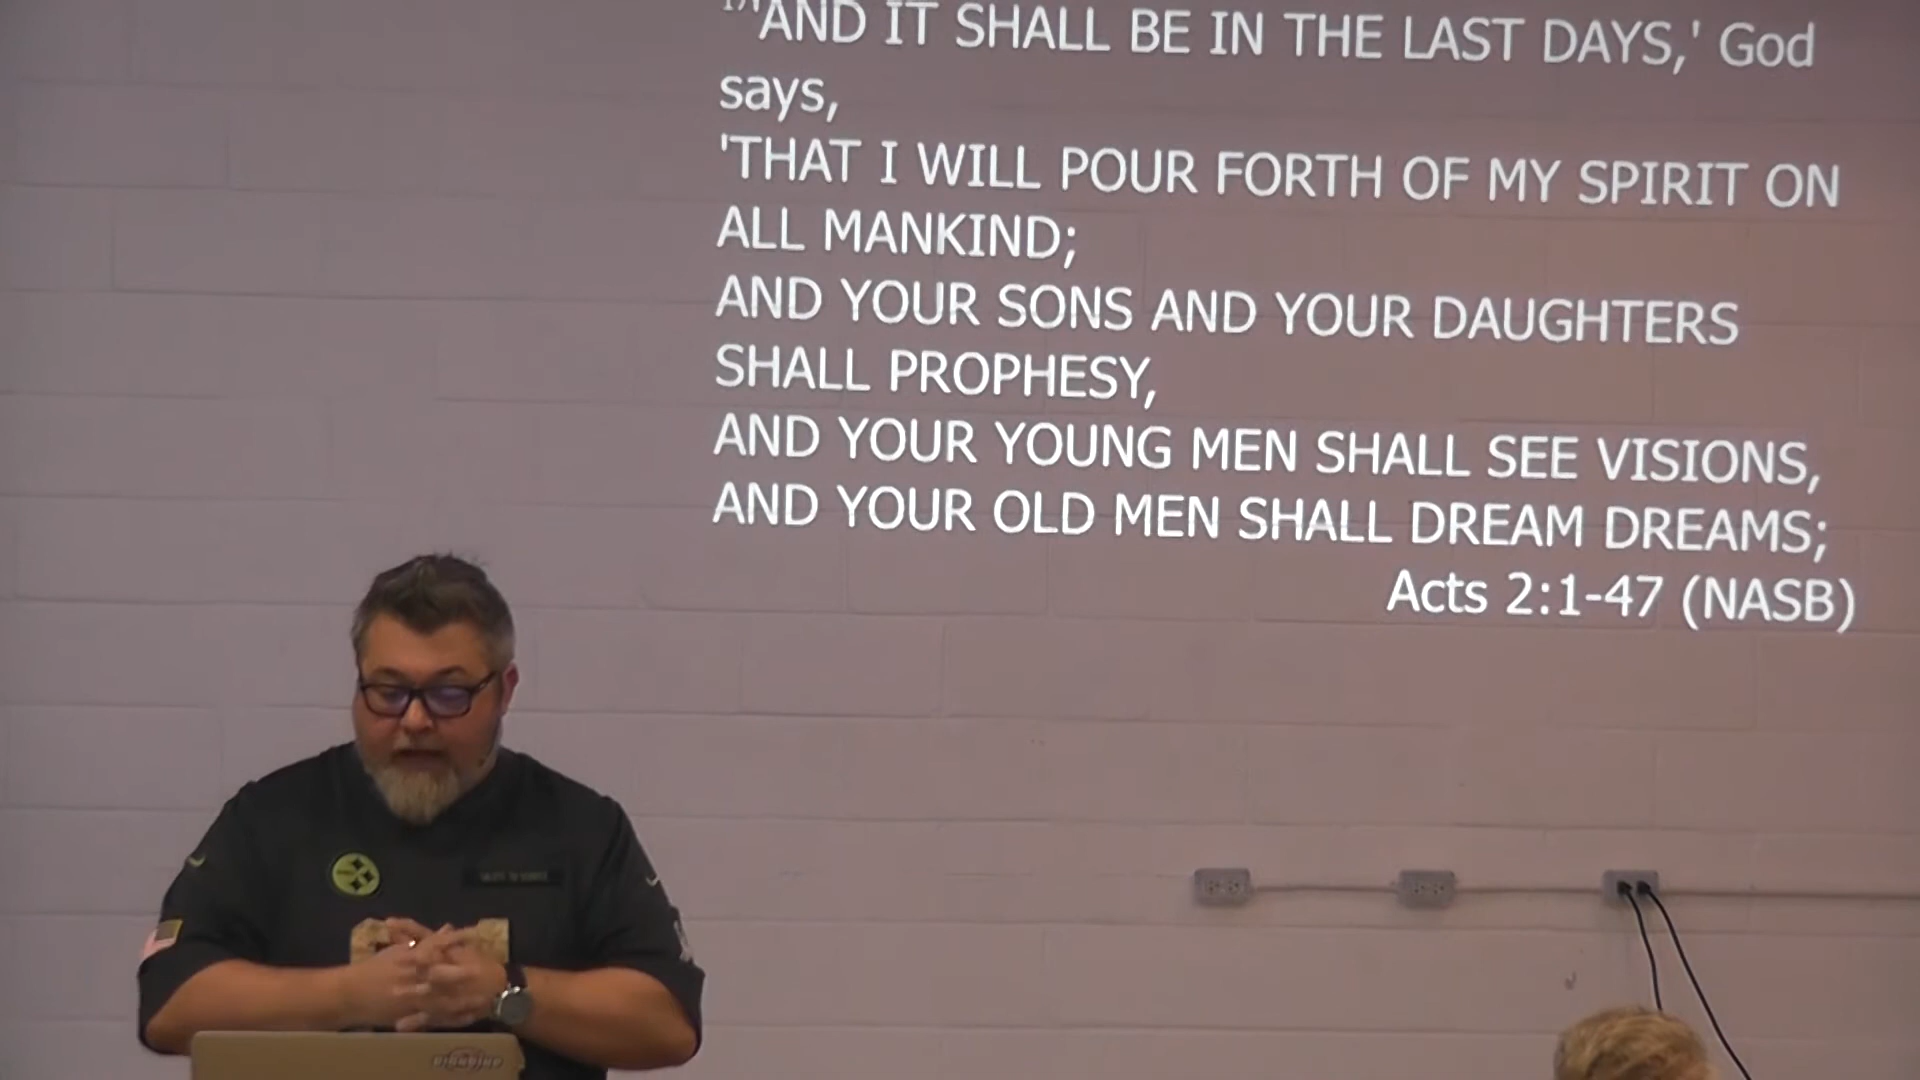 17"'AND IT SHALL BE IN THE LAST DAYS,' God
says,
'THAT I WILL POUR FORTH OF MY SPIRIT ON
ALL MANKIND;
AND YOUR SONS AND YOUR DAUGHTERS
SHALL PROPHESY,
AND YOUR YOUNG MEN SHALL SEE VISIONS,
AND YOUR OLD MEN SHALL DREAM DREAMS;
Acts 2:1-47 (NASB)